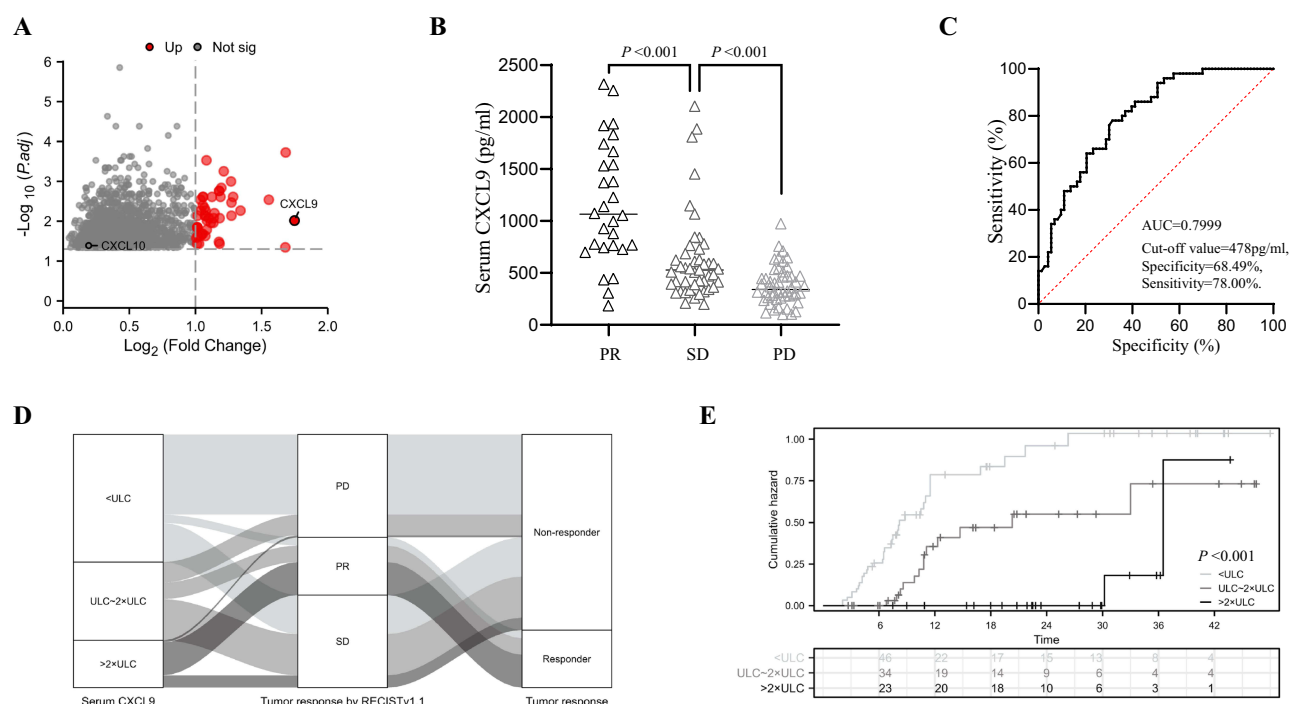 A
Up
Not sig
6
5
4
3
2
1
0
-Log 10 (P.adj)
CXCL9
CXCL10
0.0
0.5
1.0
1.5
2.0
Log2 (Fold Change)
B
P <0.001
P <0.001
2500
2000
1500
1000
500
0
Serum CXCL9 (pg/ml)
PR
SD
PD
C
100
80
60
40
20
0
Sensitivity (%)
AUC=0.7999
Cut-off value=478pg/ml,
Specificity=68.49%,
Sensitivity=78.00%.
0
20
40
60
80
100
Specificity (%)
D
<ULC
ULC~2×ULC
>2×ULC
PD
PR
SD
Non-responder
Responder
Serum CXCL9
Tumor response by RECISTv1.1
Tumor response
E
1.00
0.75
0.50
0.25
0.00
Cumulative hazard
P <0.001
<ULC
ULC~2×ULC
>2×ULC
6 12 18 24 30 36 42
Time
<ULC 46 22 17 15 13 8 4
ULC~2×ULC 34 19 14 9 6 4 4
>2×ULC 23 20 18 10 6 3 1